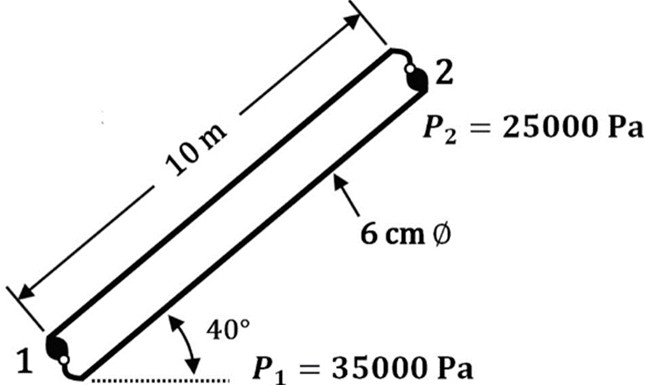 10 m
2
P₂ = 25000 Pa
6 cm Ø
40°
1
P₁ = 35000 Pa